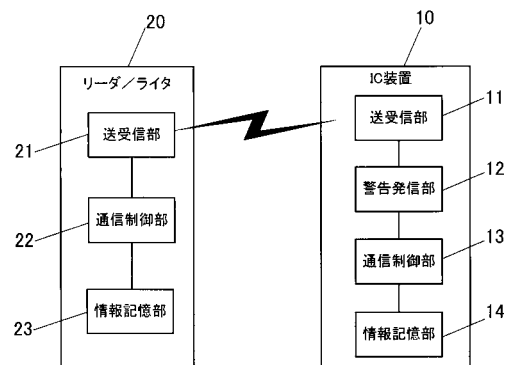 20
リーダ／ライタ
21
送受信部
22
通信制御部
23
情報記憶部
10
IC装置
11
送受信部
12
警告発信部
13
通信制御部
14
情報記憶部